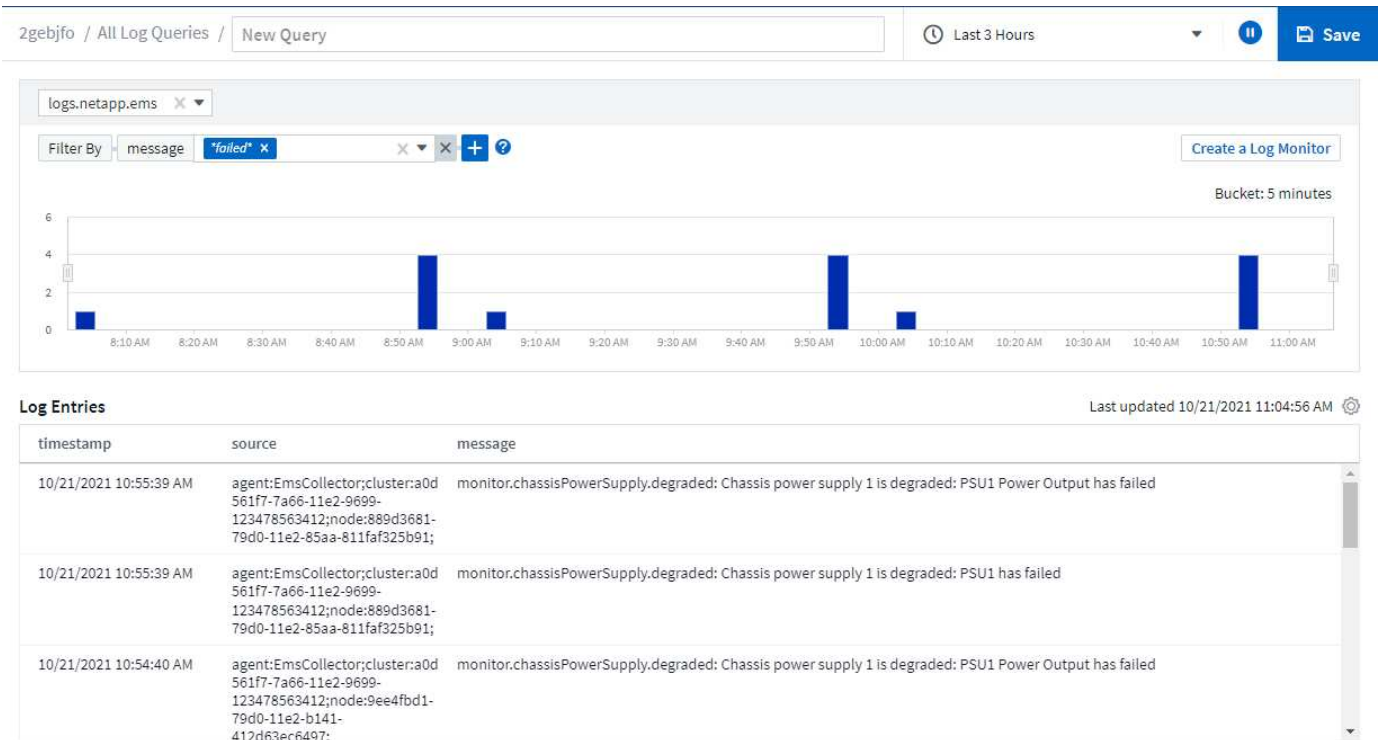 2gebjfo / All Log Queries / New Query Last 3 Hours Save
logs.netapp.ems
Filter By message *failed* Create a Log Monitor
Bucket: 5 minutes
6
4
2
0
8:10 AM 8:20 AM 8:30 AM 8:40 AM 8:50 AM 9:00 AM 9:10 AM 9:20 AM 9:30 AM 9:40 AM 9:50 AM 10:00 AM 10:10 AM 10:20 AM 10:30 AM 10:40 AM 10:50 AM 11:00 AM
Log Entries Last updated 10/21/2021 11:04:56 AM
timestamp source message
10/21/2021 10:55:39 AM agent:EmsCollector;cluster:a0d monitor.chassisPowerSupply.degraded: Chassis power supply 1 is degraded: PSU1 Power Output has failed
561f7-7a66-11e2-9699-
123478563412;node:889d3681-
79d0-11e2-85aa-811faf325b91;
10/21/2021 10:55:39 AM agent:EmsCollector;cluster:a0d monitor.chassisPowerSupply.degraded: Chassis power supply 1 is degraded: PSU1 has failed
561f7-7a66-11e2-9699-
123478563412;node:889d3681-
79d0-11e2-85aa-811faf325b91;
10/21/2021 10:54:40 AM agent:EmsCollector;cluster:a0d monitor.chassisPowerSupply.degraded: Chassis power supply 1 is degraded: PSU1 Power Output has failed
561f7-7a66-11e2-9699-
123478563412;node:9ee4fbd1-
79d0-11e2-b141-
412d63ec6497;